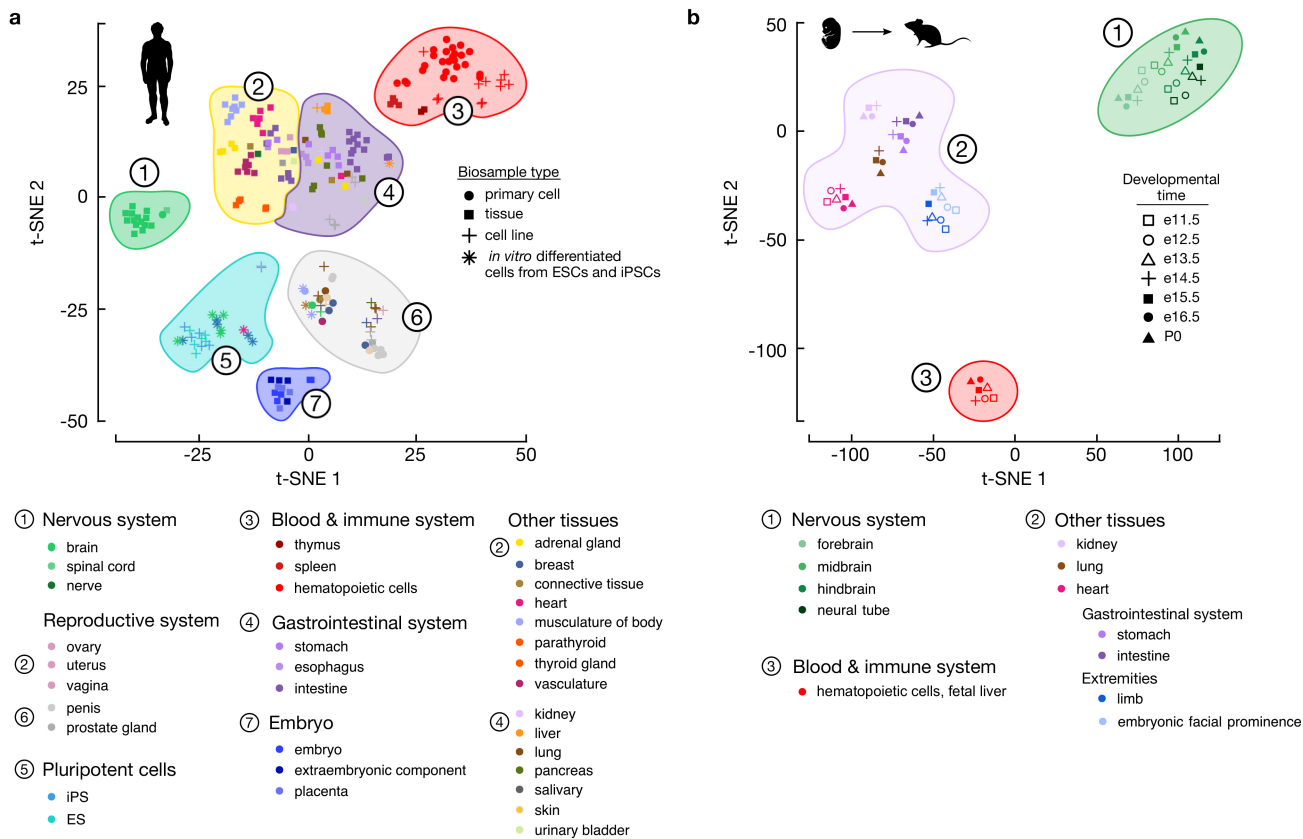 a
50
25
0
-25
-50
t-SNE 2
-25
0
25
50
t-SNE 1
1
2
3
4
5
6
7
Biosample type
primary cell
tissue
cell line
in vitro differentiated
cells from ESCs and iPSCs
1 Nervous system
brain
spinal cord
nerve
Reproductive system
ovary
2 uterus
vagina
penis
6 prostate gland
5 Pluripotent cells
iPS
ES
3 Blood & immune system
thymus
spleen
hematopoietic cells
4 Gastrointestinal system
stomach
esophagus
intestine
7 Embryo
embryo
extraembryonic component
placenta
Other tissues
2 adrenal gland
breast
connective tissue
heart
musculature of body
parathyroid
thyroid gland
vasculature
4 kidney
liver
lung
pancreas
salivary
skin
urinary bladder
b
50
0
-50
-100
t-SNE 2
-100
-50
0
50
100
t-SNE 1
1
2
3
Developmental
time
e11.5
e12.5
e13.5
e14.5
e15.5
e16.5
P0
1 Nervous system
forebrain
midbrain
hindbrain
neural tube
3 Blood & immune system
hematopoietic cells, fetal liver
2 Other tissues
kidney
lung
heart
Gastrointestinal system
stomach
intestine
Extremities
limb
embryonic facial prominence